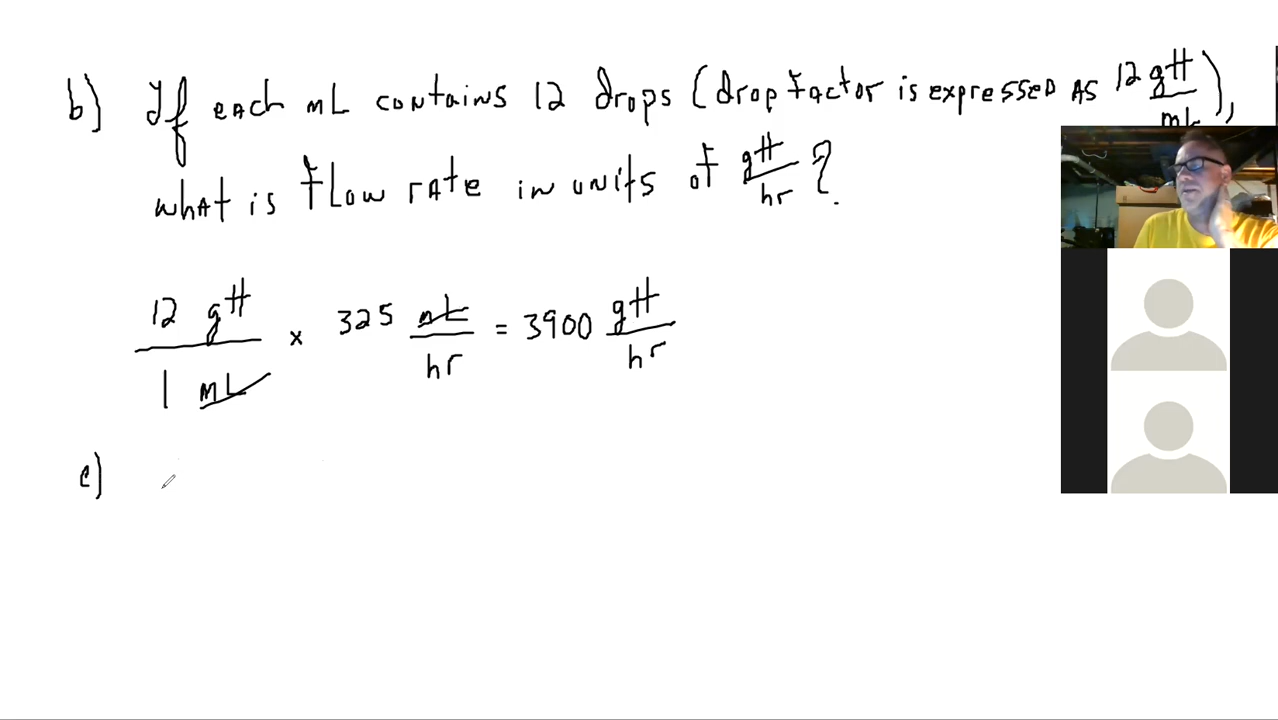 b) If each mL contains 12 drops (drop factor is expressed as 12 gtt/mL),
what is flow rate in units of gtt/hr?
12 gtt/1 mL × 325 mL/hr = 3900 gtt/hr
c)